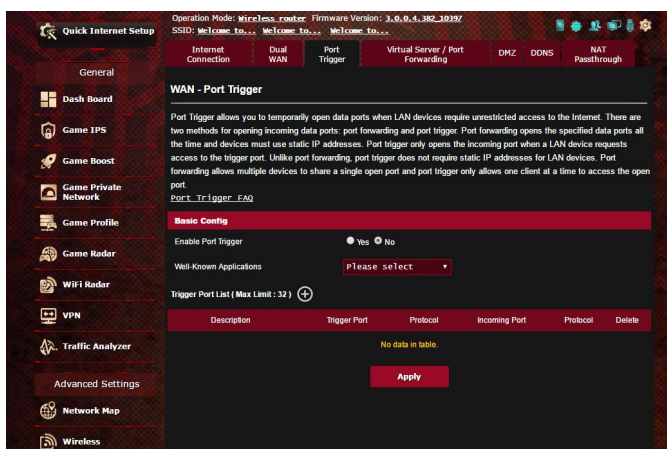 Operation Mode: Wireless router Firmware Version: 3.0.0.4.382_10397
SSID: Welcome to... Welcome to... Welcome to...
Quick Internet Setup
General
Dash Board
Game IPS
Game Boost
Game Private
Network
Game Profile
Game Radar
WiFi Radar
VPN
Traffic Analyzer
Advanced Settings
Network Map
Wireless
Internet
Connection
Dual
WAN
Port
Trigger
Virtual Server / Port
Forwarding
DMZ
DDNS
NAT
Passthrough
WAN - Port Trigger
Port Trigger allows you to temporarily open data ports when LAN devices require unrestricted access to the Internet. There are
two methods for opening incoming data ports: port forwarding and port trigger. Port forwarding opens the specified data ports all
the time and devices must use static IP addresses. Port trigger only opens the incoming port when a LAN device requests
access to the trigger port. Unlike port forwarding, port trigger does not require static IP addresses for LAN devices. Port
forwarding allows multiple devices to share a single open port and port trigger only allows one client at a time to access the open
port.
Port Trigger FAQ
Basic Config
Enable Port Trigger Yes No
Well-Known Applications Please select
Trigger Port List ( Max Limit : 32 )
Description Trigger Port Protocol Incoming Port Protocol Delete
No data in table.
Apply